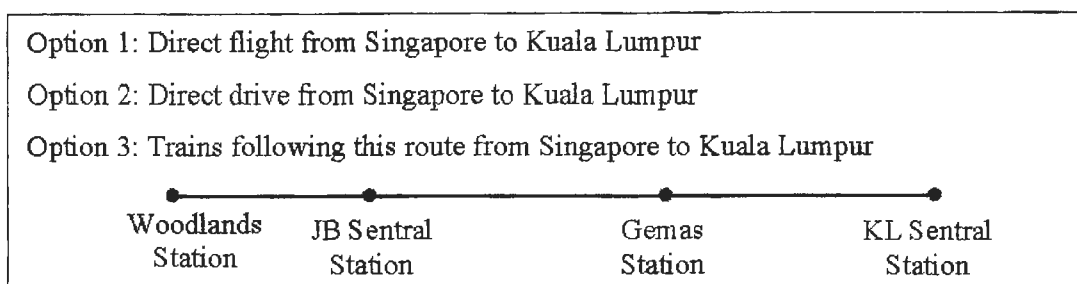 Option 1: Direct flight from Singapore to Kuala Lumpur
Option 2: Direct drive from Singapore to Kuala Lumpur
Option 3: Trains following this route from Singapore to Kuala Lumpur
Woodlands Station
JB Sentral Station
Gemas Station
KL Sentral Station